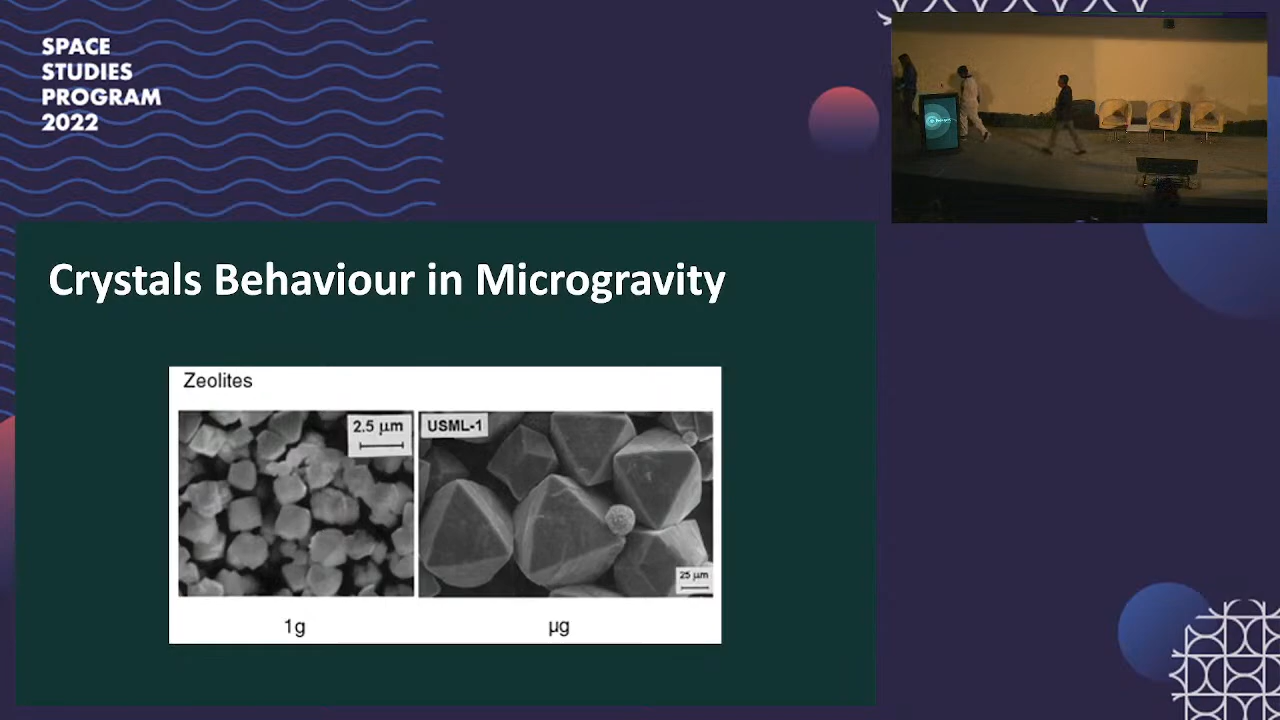 SPACE
STUDIES
PROGRAM
2022
Crystals Behaviour in Microgravity
Zeolites
2.5 μm
USML-1
25 μm
1g
μg